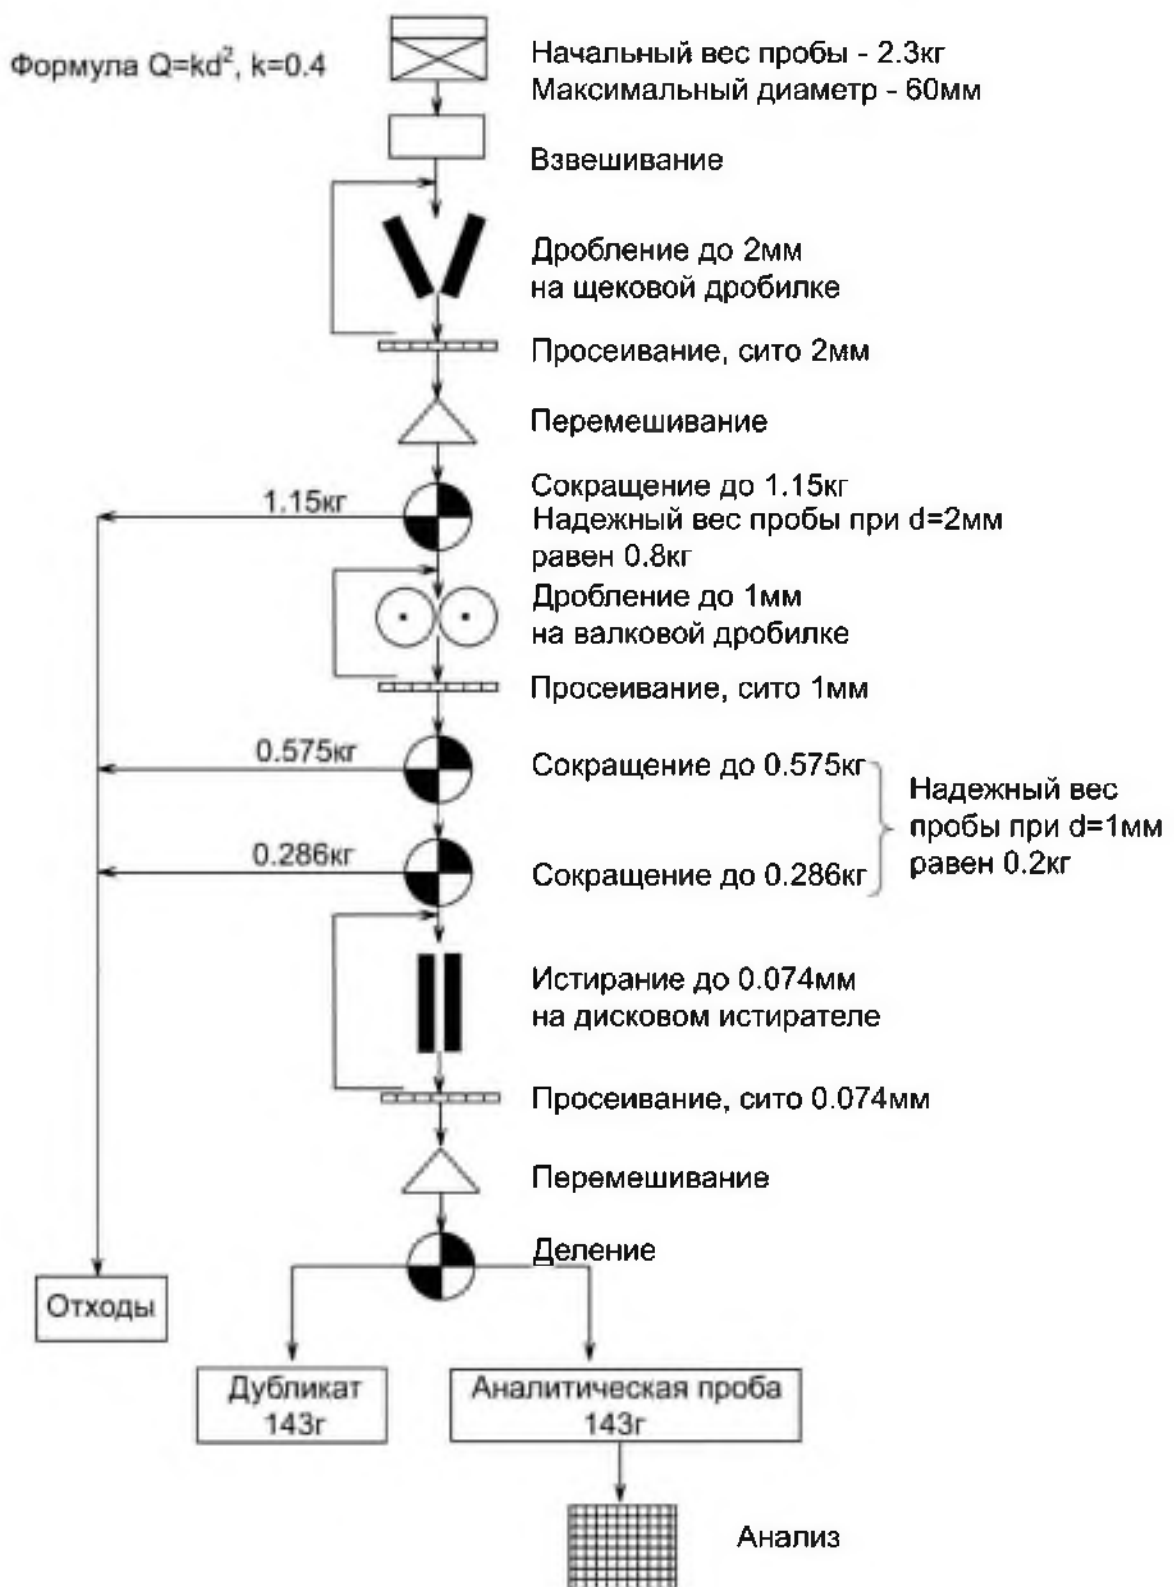 Формула Q=kd², k=0.4
Начальный вес пробы - 2.3кг
Максимальный диаметр - 60мм
Взвешивание
Дробление до 2мм
на щековой дробилке
Просеивание, сито 2мм
Перемешивание
1.15кг
Сокращение до 1.15кг
Надежный вес пробы при d=2мм
равен 0.8кг
Дробление до 1мм
на валковой дробилке
Просеивание, сито 1мм
0.575кг
Сокращение до 0.575кг
Надежный вес
пробы при d=1мм
равен 0.2кг
0.286кг
Сокращение до 0.286кг
Истирание до 0.074мм
на дисковом истирателе
Просеивание, сито 0.074мм
Перемешивание
Деление
Отходы
Дубликат
143г
Аналитическая проба
143г
Анализ